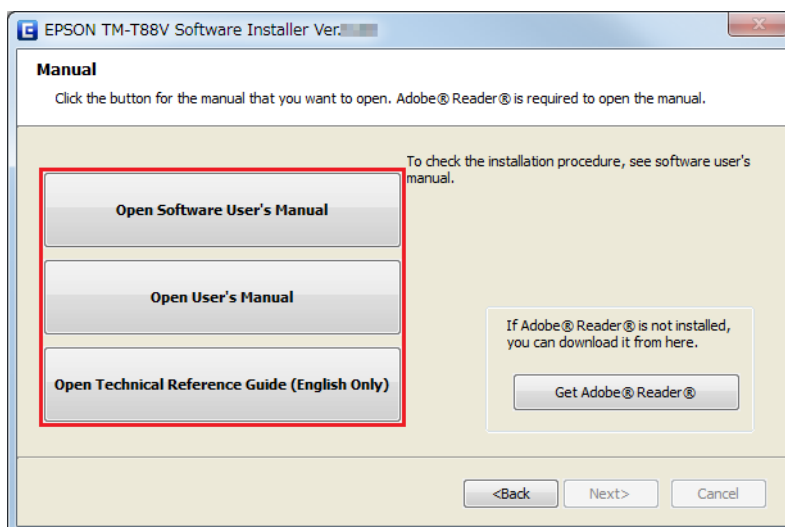 EPSON TM-T88V Software Installer Ver.
Manual
Click the button for the manual that you want to open. Adobe® Reader® is required to open the manual.
To check the installation procedure, see software user's
manual.
Open Software User's Manual
Open User's Manual
Open Technical Reference Guide (English Only)
If Adobe® Reader® is not installed,
you can download it from here.
Get Adobe® Reader®
<Back
Next>
Cancel